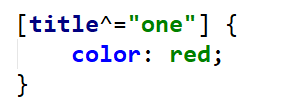 [title^="one"] {
    color: red;
}